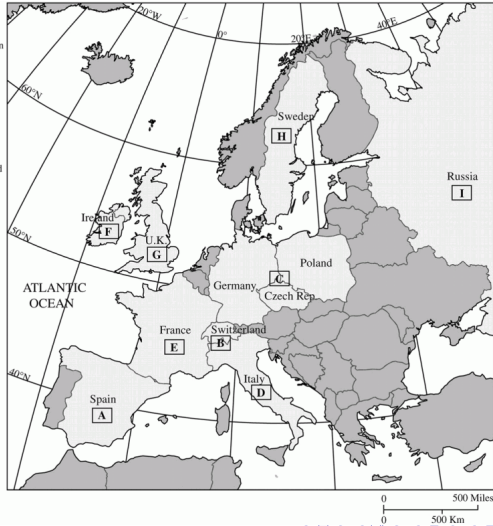 20°W
0°
20°E
40°E
60°N
Sweden
H
Russia
I
Ireland
F
U.K.
G
50°N
Poland
C
Germany
Czech Rep.
ATLANTIC
OCEAN
France
E
Switzerland
B
40°N
Italy
D
Spain
A
0 500 Miles
0 500 Km